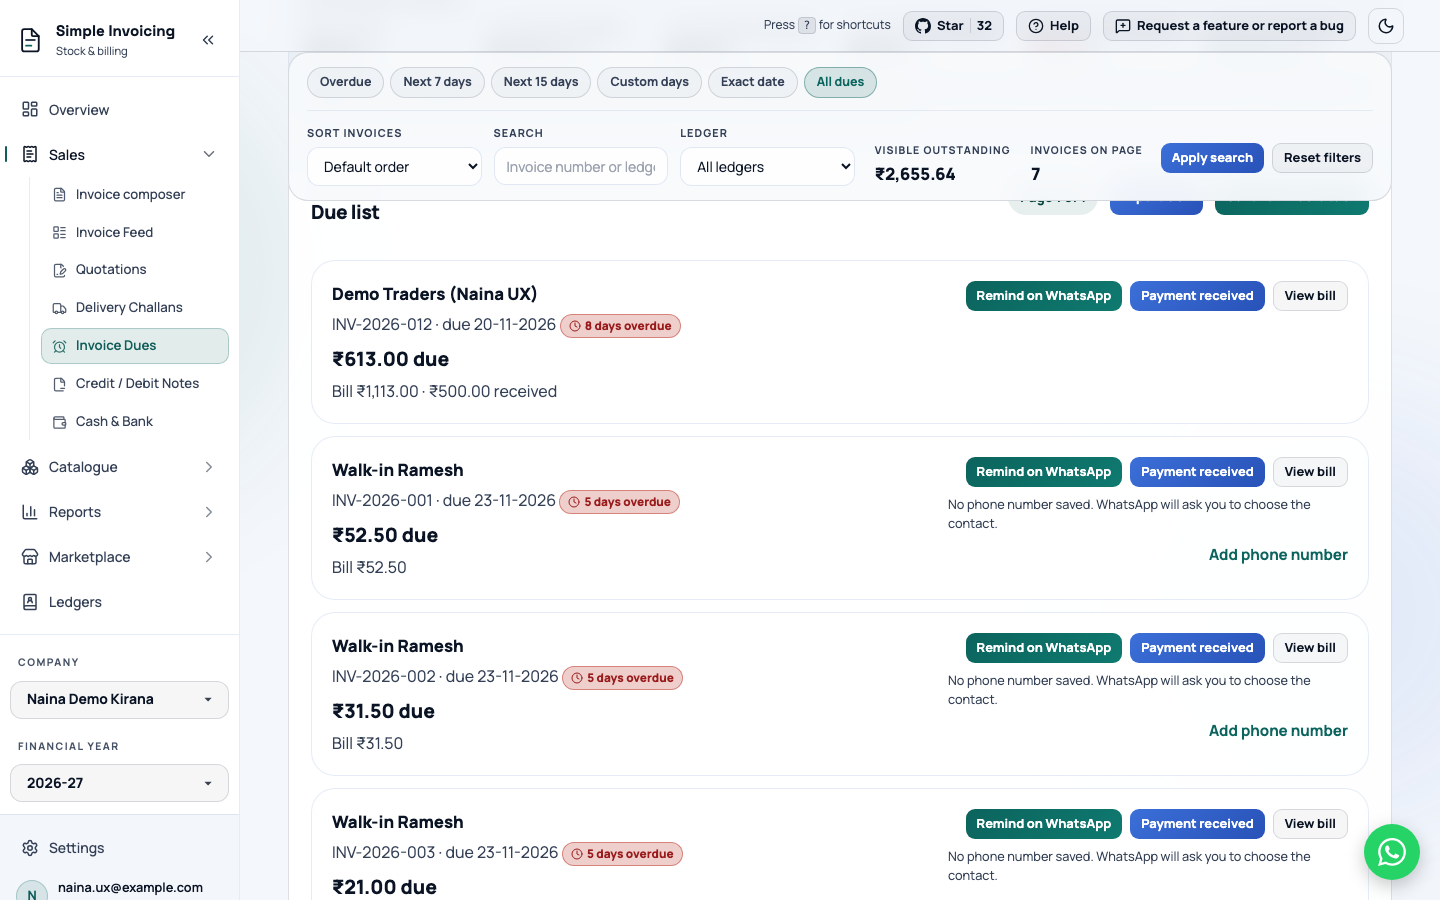 Simple Invoicing
Stock & billing
Press ? for shortcuts
Star 32
Help
Request a feature or report a bug
Overview
Sales
Invoice composer
Invoice Feed
Quotations
Delivery Challans
Invoice Dues
Credit / Debit Notes
Cash & Bank
Catalogue
Reports
Marketplace
Ledgers
COMPANY
Naina Demo Kirana
FINANCIAL YEAR
2026-27
Settings
N
naina.ux@example.com
Overdue
Next 7 days
Next 15 days
Custom days
Exact date
All dues
SORT INVOICES
Default order
SEARCH
Invoice number or ledge
LEDGER
All ledgers
VISIBLE OUTSTANDING
₹2,655.64
INVOICES ON PAGE
7
Apply search
Reset filters
Due list
Demo Traders (Naina UX)
INV-2026-012 · due 20-11-2026 8 days overdue
₹613.00 due
Bill ₹1,113.00 · ₹500.00 received
Remind on WhatsApp
Payment received
View bill
Walk-in Ramesh
INV-2026-001 · due 23-11-2026 5 days overdue
₹52.50 due
Bill ₹52.50
Remind on WhatsApp
Payment received
View bill
No phone number saved. WhatsApp will ask you to choose the
contact.
Add phone number
Walk-in Ramesh
INV-2026-002 · due 23-11-2026 5 days overdue
₹31.50 due
Bill ₹31.50
Remind on WhatsApp
Payment received
View bill
No phone number saved. WhatsApp will ask you to choose the
contact.
Add phone number
Walk-in Ramesh
INV-2026-003 · due 23-11-2026 5 days overdue
₹21.00 due
Remind on WhatsApp
Payment received
View bill
No phone number saved. WhatsApp will ask you to choose the
contact.